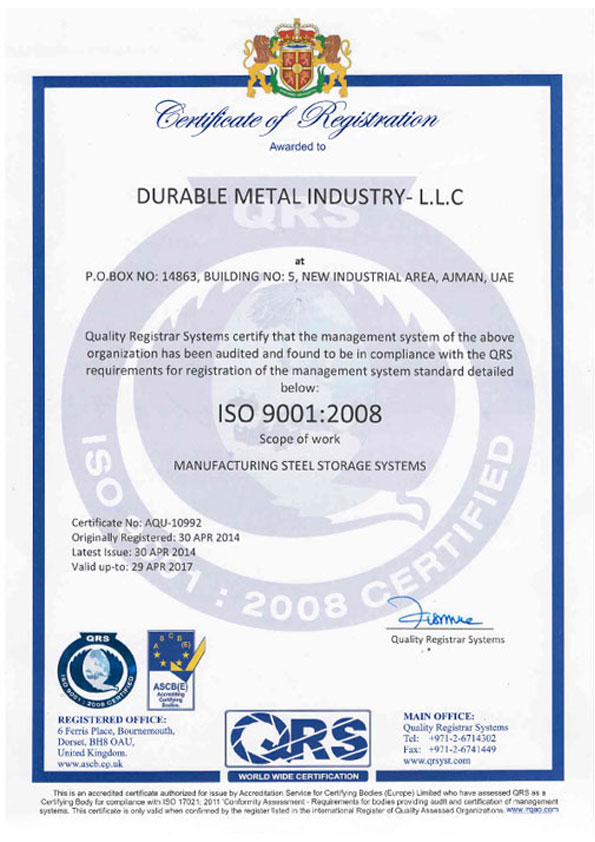 Certificate of Registration
Awarded to
DURABLE METAL INDUSTRY- L.L.C
QRS
at
P.O.BOX NO: 14863, BUILDING NO: 5, NEW INDUSTRIAL AREA, AJMAN, UAE
Quality Registrar Systems certify that the management system of the above
organization has been audited and found to be in compliance with the QRS
requirements for registration of the management system standard detailed
below:
ISO 9001:2008
Scope of work
MANUFACTURING STEEL STORAGE SYSTEMS
ISO 9001 : 2008 CERTIFIED
Certificate No: AQU-10992
Originally Registered: 30 APR 2014
Latest Issue: 30 APR 2014
Valid up-to: 29 APR 2017
Quality Registrar Systems
QRS
ISO 9001 : 2008 CERTIFIED
ASCB(E)
ASCB(E)
Accrediting
Certifying
Bodies.
REGISTERED OFFICE:
6 Ferris Place, Bournemouth,
Dorset, BH8 OAU,
United Kingdom.
www.ascb.co.uk
QRS
WORLD WIDE CERTIFICATION
MAIN OFFICE:
Quality Registrar Systems
Tel: +971-2-6714302
Fax: +971-2-6741449
www.qrsyst.com
This is an accredited certificate authorized for issue by Accreditation Service for Certifying Bodies (Europe) Limited who have assessed QRS as a
Certifying Body for compliance with ISO 17021: 2011 'Conformity Assessment - Requirements for bodies providing audit and certification of management
systems. This certificate is only valid when confirmed by the register listed in the international Register of Quality Assessed Organizations. www.irqao.com